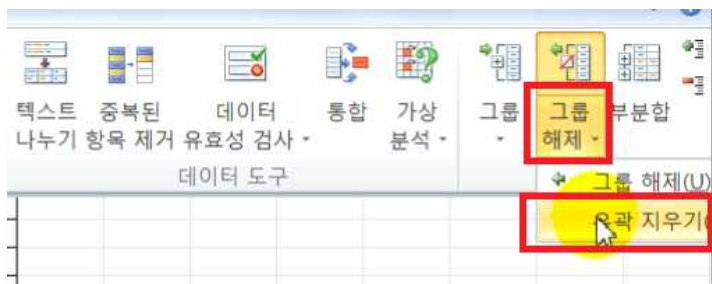 텍스트 중복된 데이터 통합 가상 그룹 그룹 부분합
나누기 항목 제거 유효성 검사 분석 해제
데이터 도구
그룹 해제(U)
지우기(